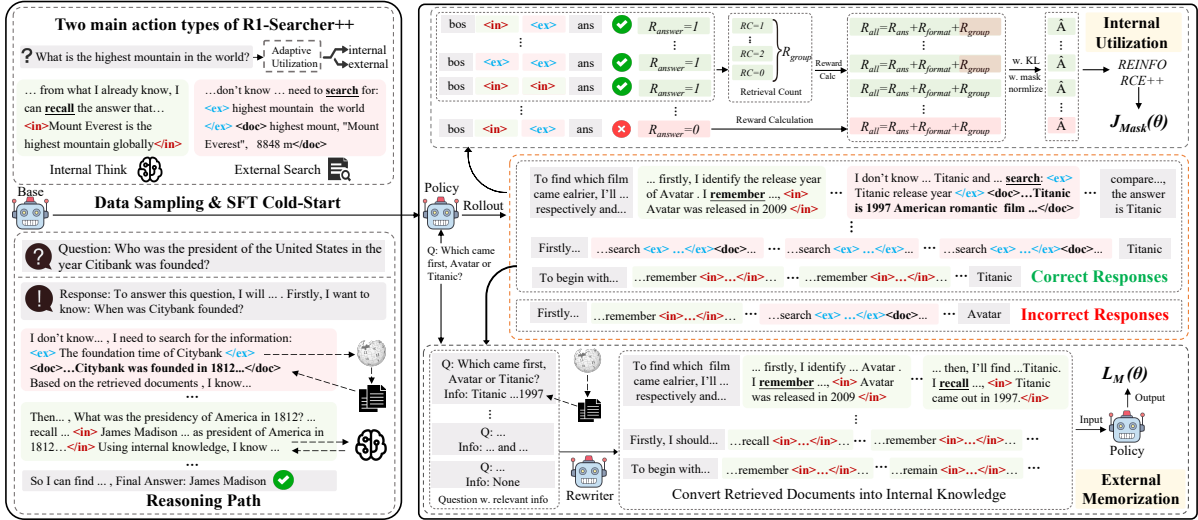 Two main action types of R1-Searcher++
? What is the highest mountain in the world?
Adaptive
Utilization
internal
external
… from what I already know, I
can recall the answer that…
<in>Mount Everest is the
highest mountain globally</in>
Internal Think
…don't know … need to search for:
<ex> highest mountain the world
</ex> <doc> highest mount, "Mount
Everest", 8848 m</doc>
External Search
Base
Data Sampling & SFT Cold-Start
Question: Who was the president of the United States in the
year Citibank was founded?
Response: To answer this question, I will ... . Firstly, I want to
know: When was Citybank founded?
I don't know... , I need to search for the information:
<ex> The foundation time of Citybank </ex>
<doc>…Citybank was founded in 1812...</doc>
Based on the retrieved documents , I know...
...
Then... , What was the presidency of America in 1812? ...
recall ... <in> James Madison ... as president of America in
1812…</in> Using internal knowledge, I know ...
...
So I can find ... , Final Answer: James Madison
Reasoning Path
bos <in> <ex> ans R_answer=1
bos <ex> <ex> ans R_answer=1
bos <in> <in> ans R_answer=1
bos <in> <ex> ans R_answer=0
RC=1
RC=2
RC=0
R_group
Retrieval Count
Reward
Calc
Reward Calculation
R_all=R_ans+R_format+R_group
R_all=R_ans+R_format+R_group
R_all=R_ans+R_format+R_group
R_all=R_ans+R_format+R_group
w. KL
w. mask
normlize
Â
Â
Â
Â
Internal
Utilization
REINFO
RCE++
J_Mask(θ)
Policy
Rollout
Q: Which came
first, Avatar or
Titanic?
To find which film
came ealrier, I'll ...
respectively and...
... firstly, I identify the release year
of Avatar . I remember ..., <in>
Avatar was released in 2009 </in>
I don't know ... Titanic and ... search: <ex>
Titanic release year </ex> <doc>…Titanic
is 1997 American romantic film ...</doc>
compare...,
the answer
is Titanic
Firstly... …search <ex> …</ex><doc>... …search <ex> …</ex><doc>... …search <ex> …</ex><doc>... Titanic
To begin with... …remember <in>…</in>… …remember <in>…</in>… Titanic
Correct Responses
Firstly... …remember <in>…</in>… …search <ex> …</ex><doc>... Avatar
Incorrect Responses
Q: Which came first,
Avatar or Titanic?
Info: Titanic ...1997
Q: ...
Info: ... and ...
Q: ...
Info: None
Question w. relevant info
Rewriter
To find which film
came ealrier, I'll ...
respectively and...
... firstly, I identify ... Avatar .
I remember ..., <in> Avatar
was released in 2009 </in>
... then, I'll find ...Titanic.
I recall ..., <in> Titanic
came out in 1997.</in>
Firstly, I should... …recall <in>…</in>… …remember <in>…</in>…
To begin with... …remember <in>…</in>… …remain <in>…</in>…
Convert Retrieved Documents into Internal Knowledge
L_M(θ)
Output
Input
Policy
External
Memorization